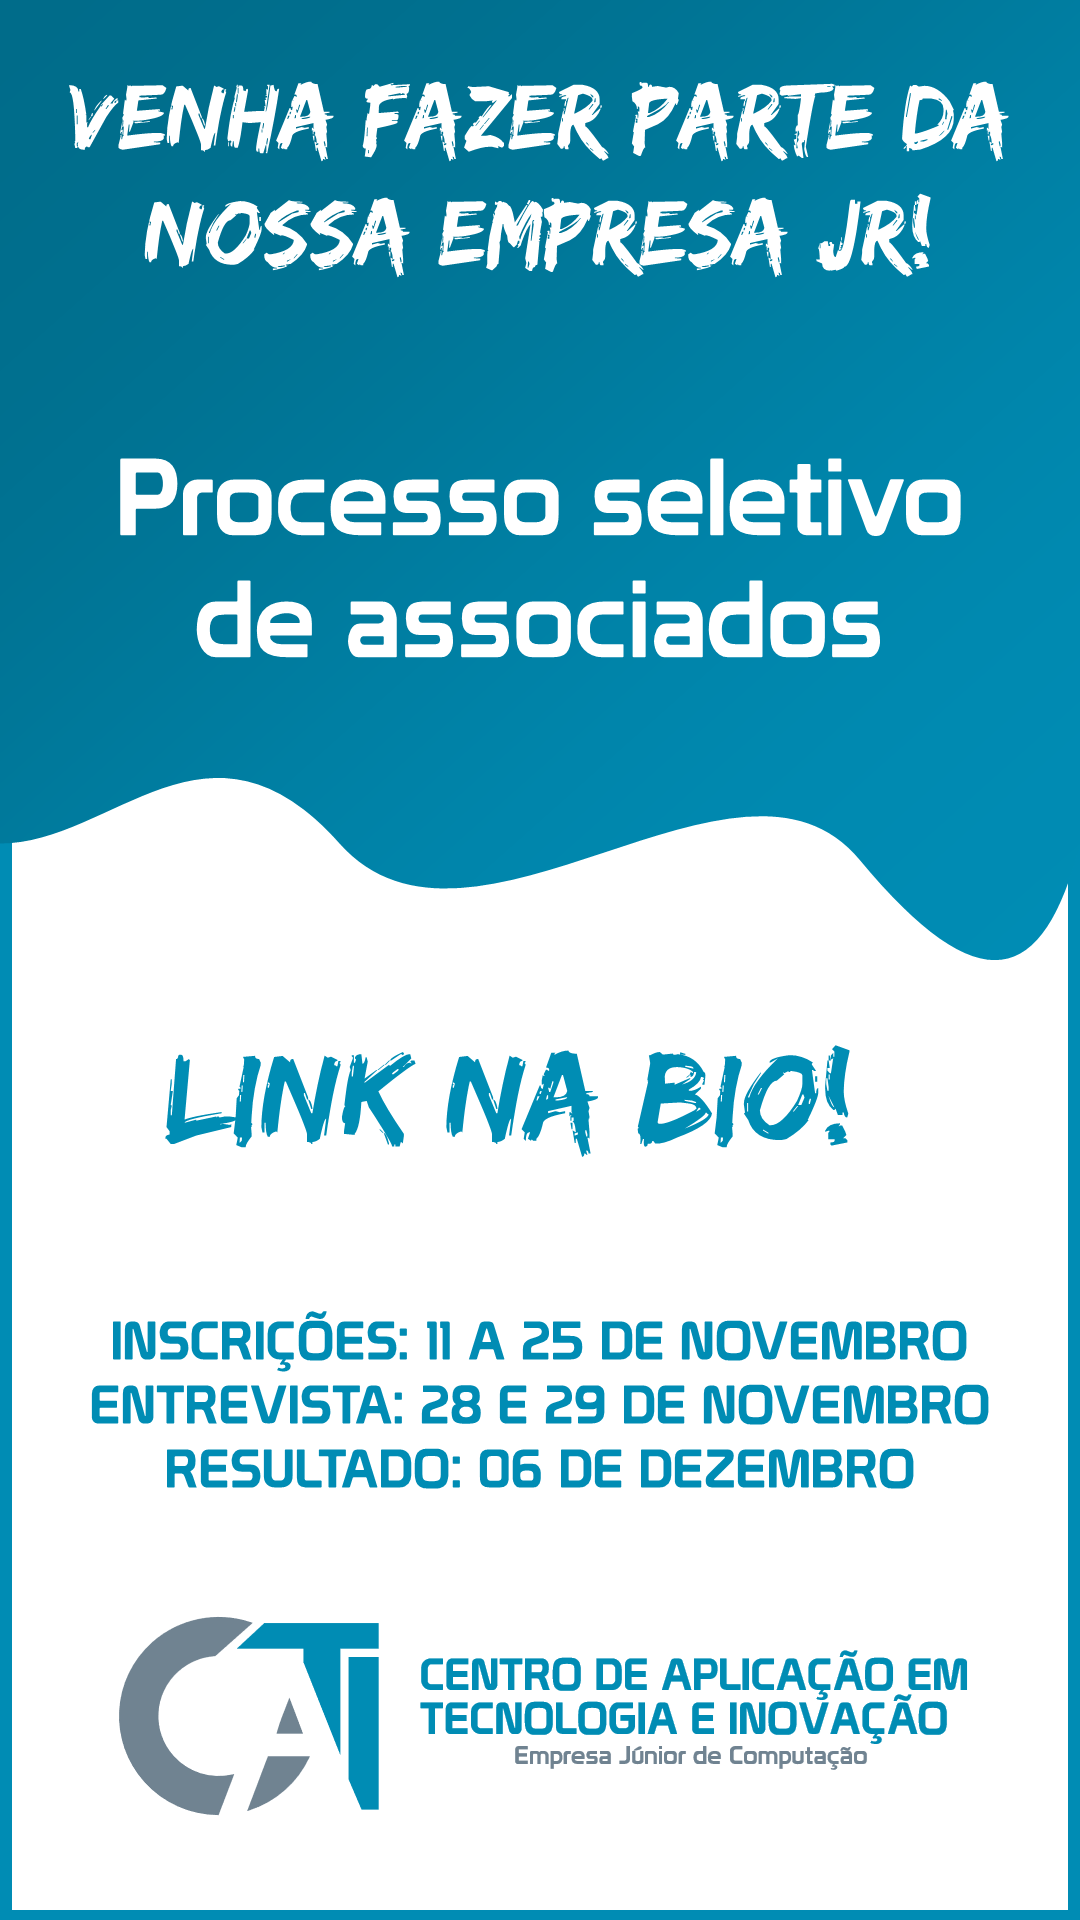 VENHA FAZER PARTE DA
NOSSA EMPRESA JR!
Processo seletivo
de associados
LINK NA BIO!
INSCRIÇÕES: 11 A 25 DE NOVEMBRO
ENTREVISTA: 28 E 29 DE NOVEMBRO
RESULTADO: 06 DE DEZEMBRO
CATI
CENTRO DE APLICAÇÃO EM
TECNOLOGIA E INOVAÇÃO
Empresa Júnior de Computação